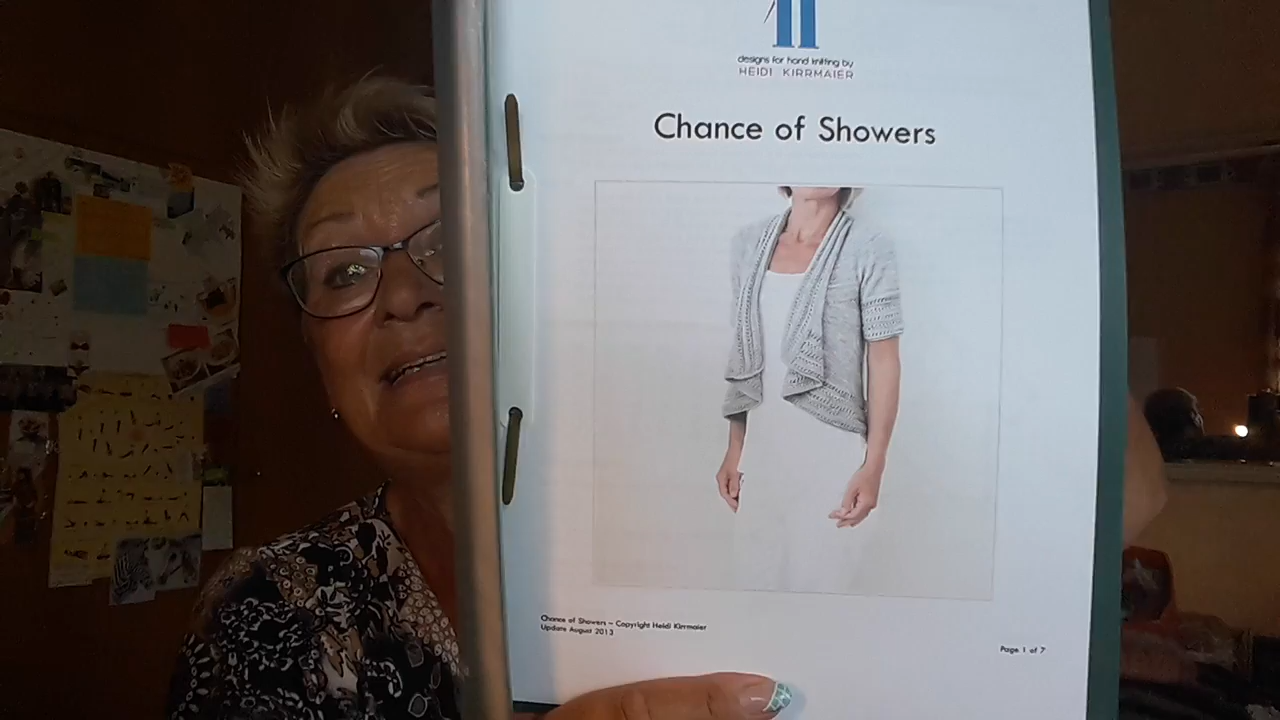 designs for hand knitting by
HEIDI KIRRMAIER
Chance of Showers
Chance of Showers – Copyright Heidi Kirrmaier
Update August 2013
Page 1 of 7